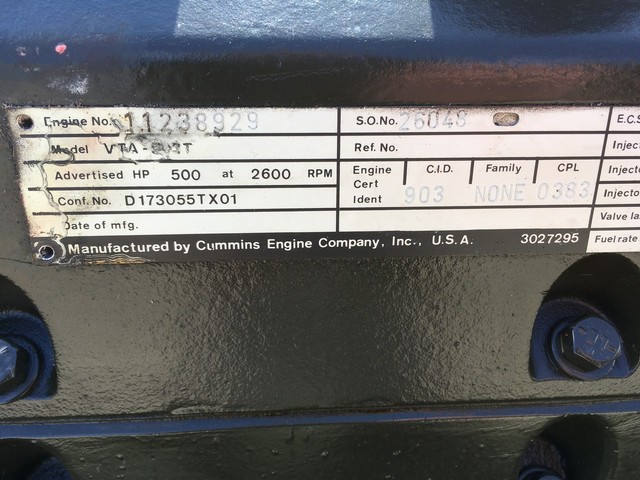 Engine No. 11238929 S.O.No. 26048 E.C.S
Model VTA-903T Ref. No. Inject
Advertised HP 500 at 2600 RPM Engine Cert Ident C.I.D. Family CPL Injecto
903 NONE 0383
Conf. No. D173055TX01 Injecto
Date of mfg. Valve la
Manufactured by Cummins Engine Company, Inc., U.S.A. 3027295 Fuel rate